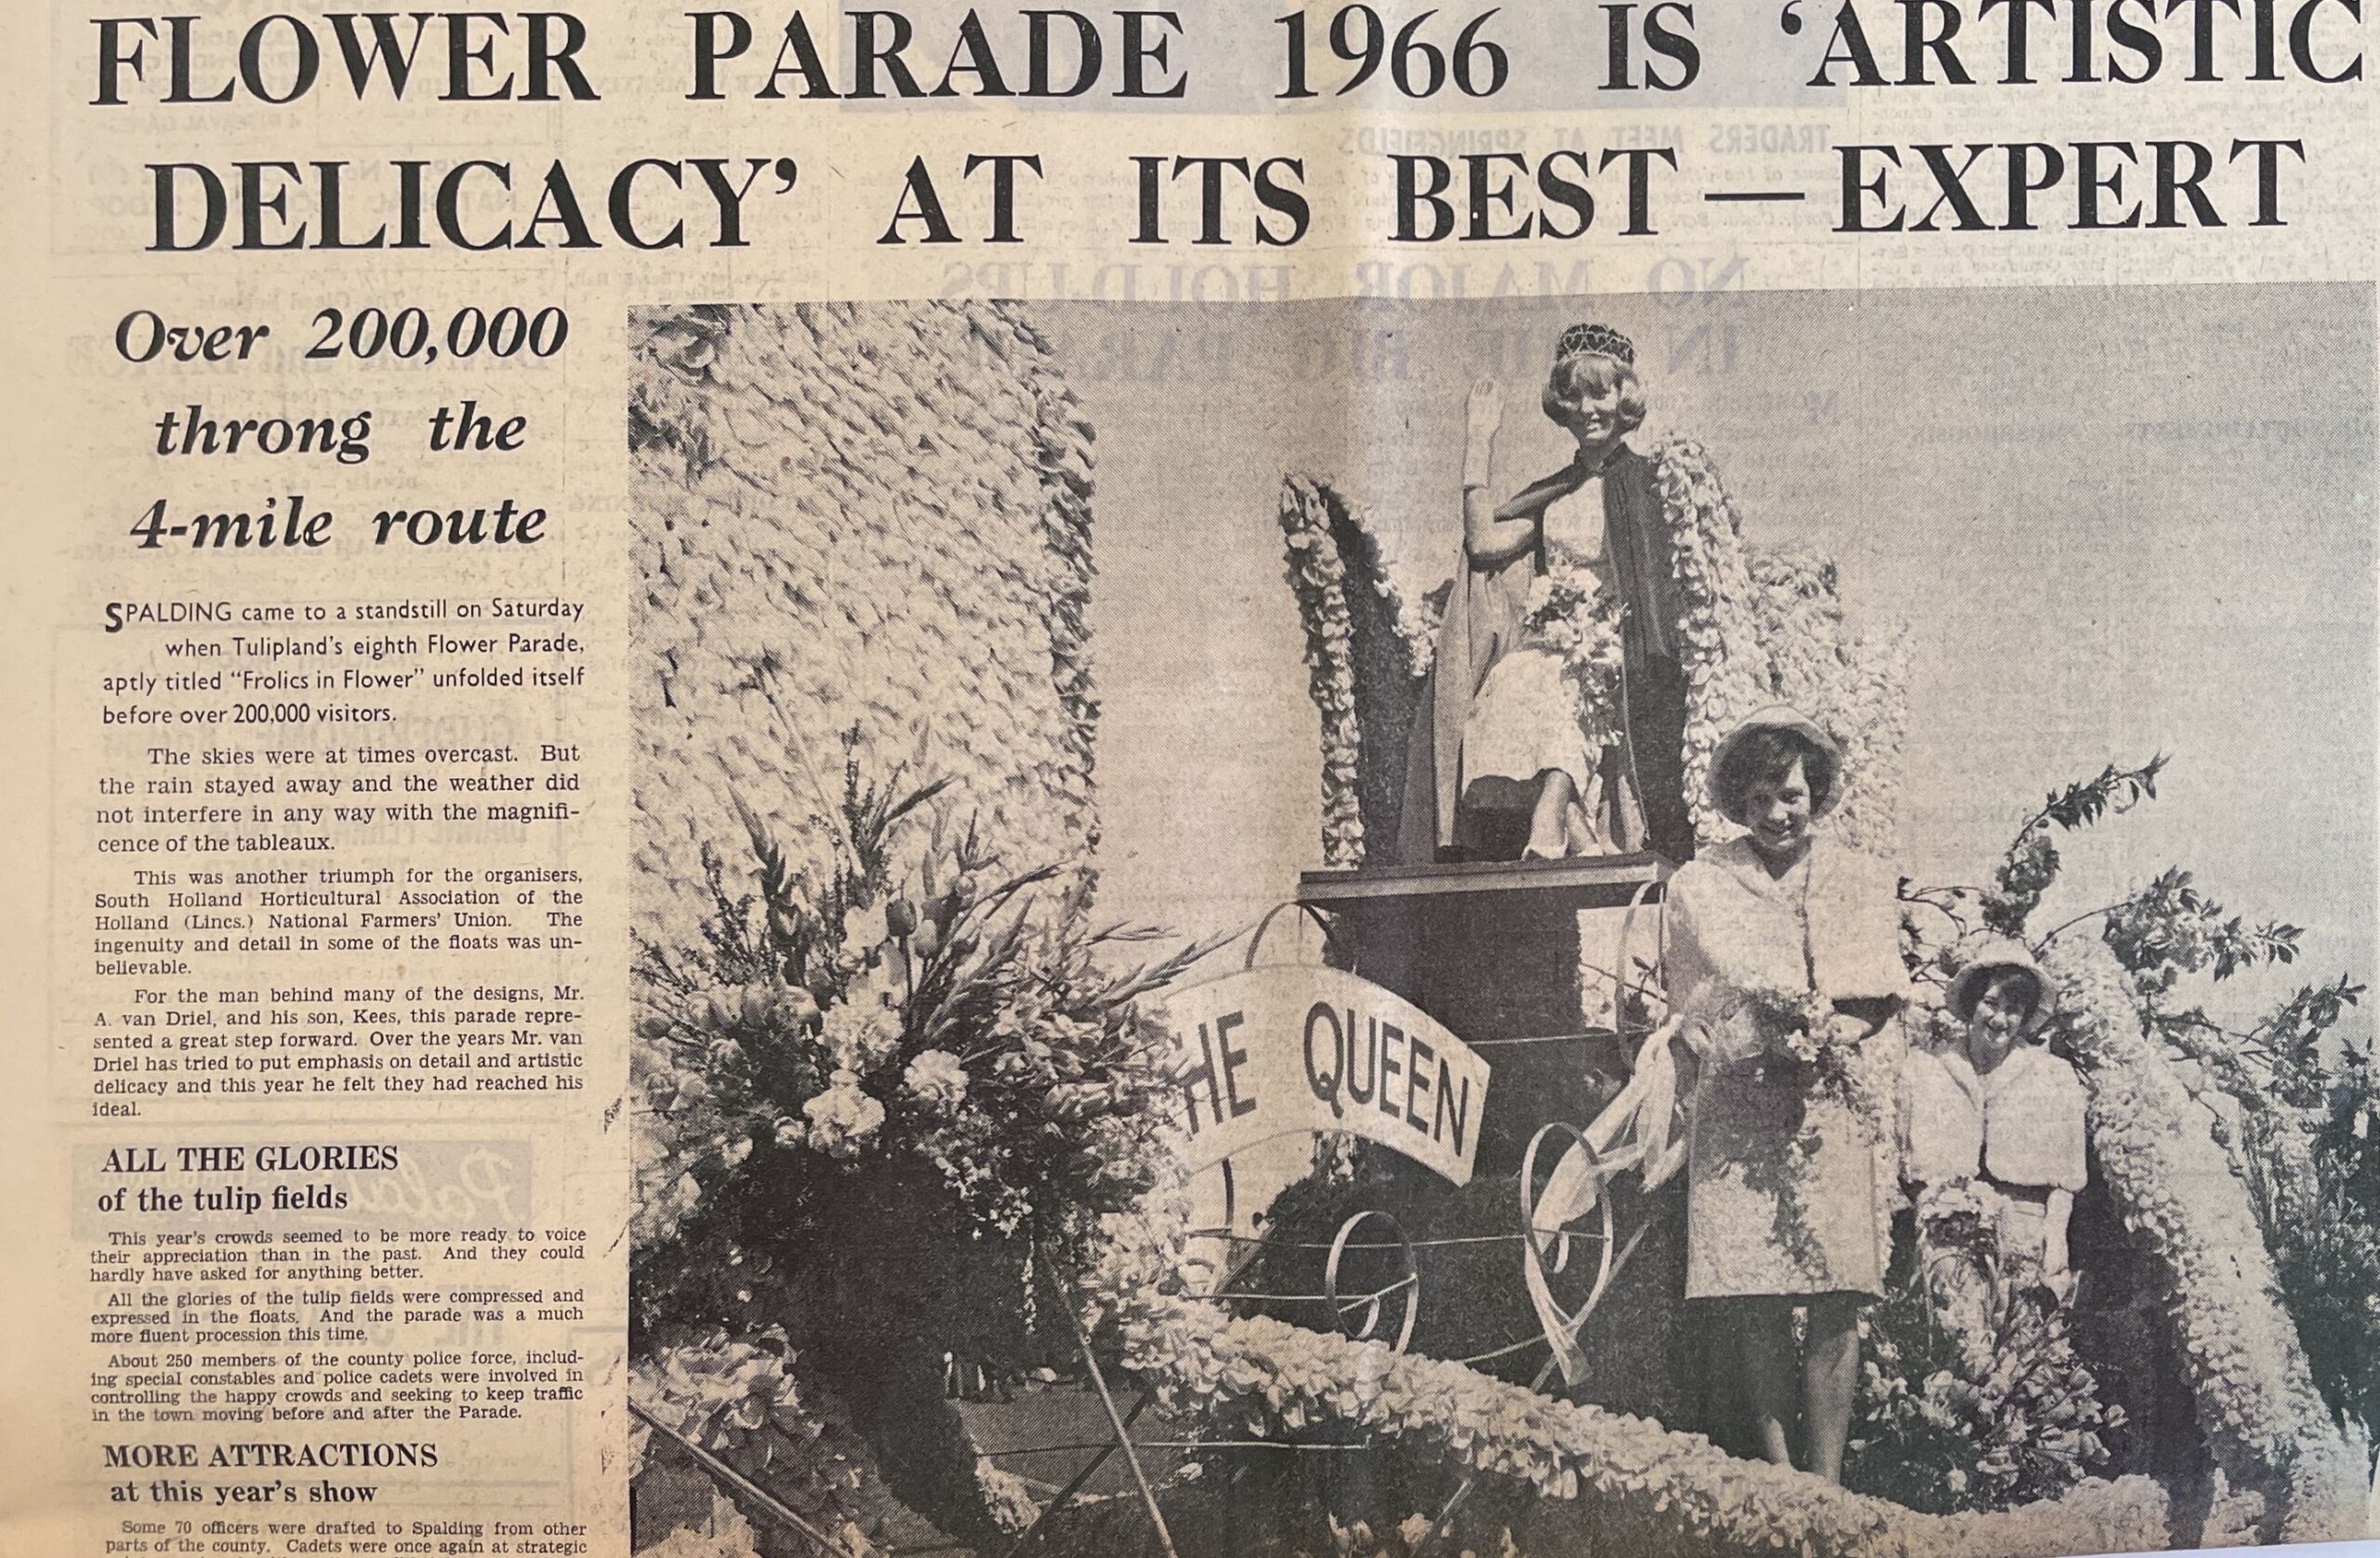 FLOWER PARADE 1966 IS ‘ARTISTIC
DELICACY’ AT ITS BEST—EXPERT
Over 200,000
throng the
4-mile route
SPALDING came to a standstill on Saturday
when Tulipland's eighth Flower Parade,
aptly titled “Frolics in Flower” unfolded itself
before over 200,000 visitors.
The skies were at times overcast. But
the rain stayed away and the weather did
not interfere in any way with the magnifi-
cence of the tableaux.
This was another triumph for the organisers,
South Holland Horticultural Association of the
Holland (Lincs.) National Farmers' Union. The
ingenuity and detail in some of the floats was un-
believable.
For the man behind many of the designs, Mr.
A. van Driel, and his son, Kees, this parade repre-
sented a great step forward. Over the years Mr. van
Driel has tried to put emphasis on detail and artistic
delicacy and this year he felt they had reached his
ideal.
ALL THE GLORIES
of the tulip fields
This year's crowds seemed to be more ready to voice
their appreciation than in the past. And they could
hardly have asked for anything better.
All the glories of the tulip fields were compressed and
expressed in the floats. And the parade was a much
more fluent procession this time.
About 250 members of the county police force, includ-
ing special constables and police cadets were involved in
controlling the happy crowds and seeking to keep traffic
in the town moving before and after the Parade.
MORE ATTRACTIONS
at this year's show
Some 70 officers were drafted to Spalding from other
parts of the county. Cadets were once again at strategic
HE QUEEN